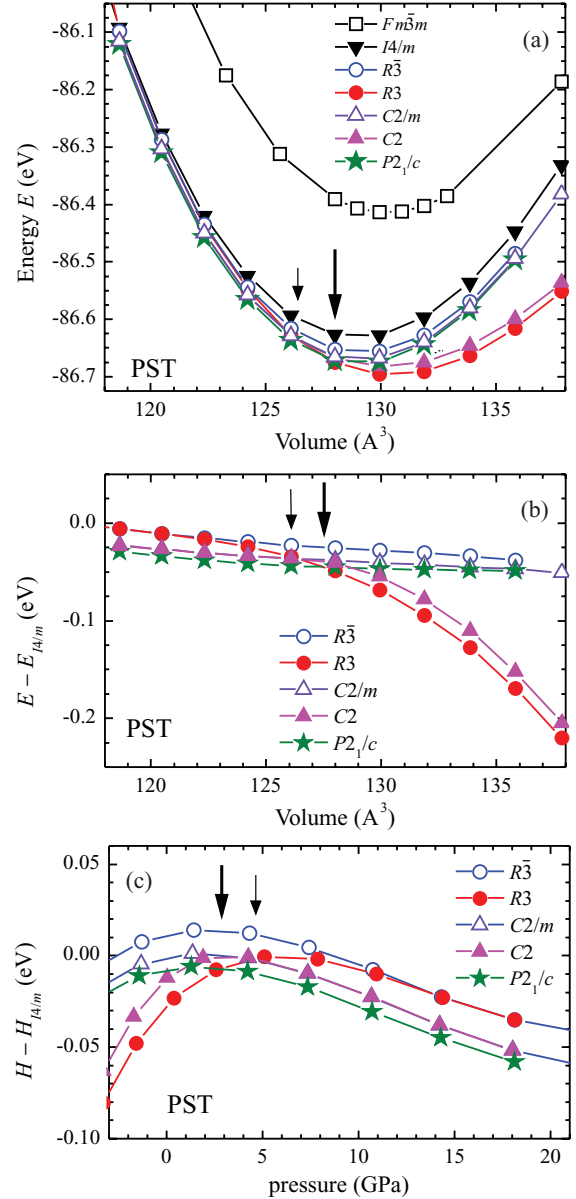 (a)
Fm3̄m
I4/m
R3̄
R3
C2/m
C2
P2₁/c
-86.1
-86.2
-86.3
-86.4
-86.5
-86.6
-86.7
Energy E (eV)
PST
120 125 130 135
Volume (A³)
(b)
0.0
-0.1
-0.2
E − E_I4/m (eV)
R3̄
R3
C2/m
C2
P2₁/c
PST
120 125 130 135
Volume (A³)
(c)
R3̄
R3
C2/m
C2
P2₁/c
0.05
0.00
-0.05
-0.10
H − H_I4/m (eV)
PST
0 5 10 15 20
pressure (GPa)